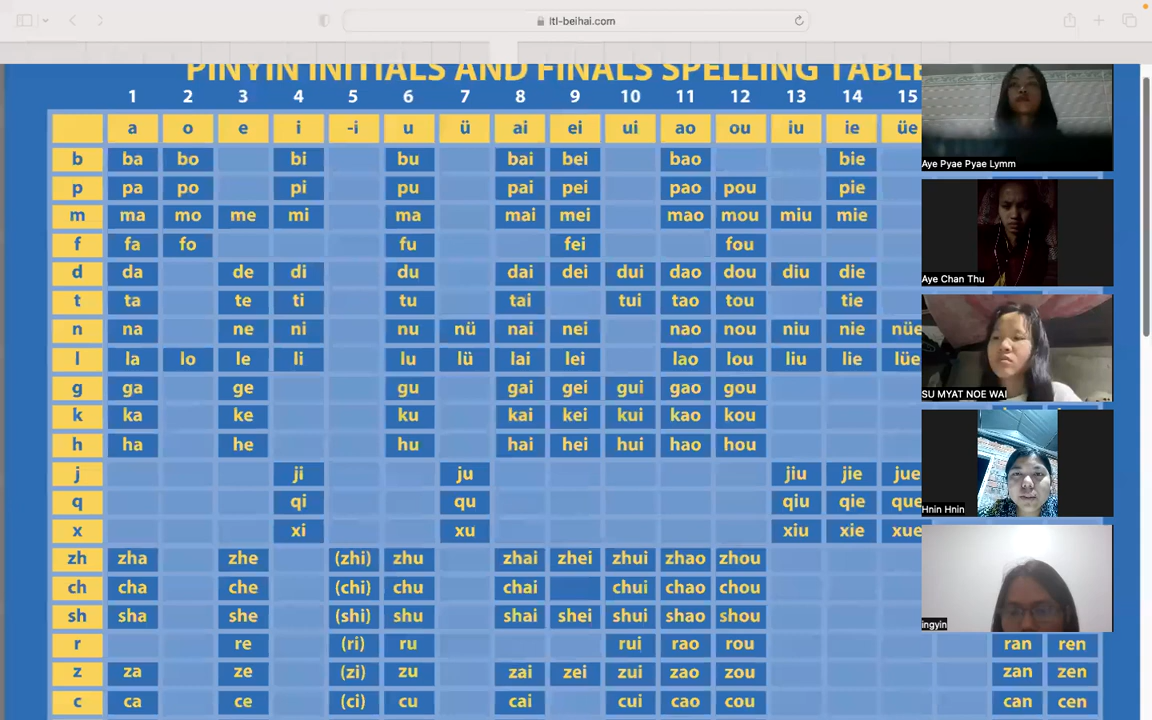 ltl-beihai.com
PINYIN INITIALS AND FINALS SPELLING TABLE
1 2 3 4 5 6 7 8 9 10 11 12 13 14 15
a o e i -i u ü ai ei ui ao ou iu ie üe
b ba bo bi bu bai bei bao bie
p pa po pi pu pai pei pao pou pie
m ma mo me mi ma mai mei mao mou miu mie
f fa fo fu fei fou
d da de di du dai dei dui dao dou diu die
t ta te ti tu tai tui tao tou tie
n na ne ni nu nü nai nei nao nou niu nie nüe
l la lo le li lu lü lai lei lao lou liu lie lüe
g ga ge gu gai gei gui gao gou
k ka ke ku kai kei kui kao kou
h ha he hu hai hei hui hao hou
j ji ju jiu jie jue
q qi qu qiu qie que
x xi xu xiu xie xue
zh zha zhe (zhi) zhu zhai zhei zhui zhao zhou
ch cha che (chi) chu chai chui chao chou
sh sha she (shi) shu shai shei shui shao shou
r re (ri) ru rui rao rou ran ren
z za ze (zi) zu zai zei zui zao zou zan zen
c ca ce (ci) cu cai cui cao cou can cen
Aye Pyae Pyae Lymm
Aye Chan Thu
SU MYAT NOE WAI
Hnin Hnin
ingyin